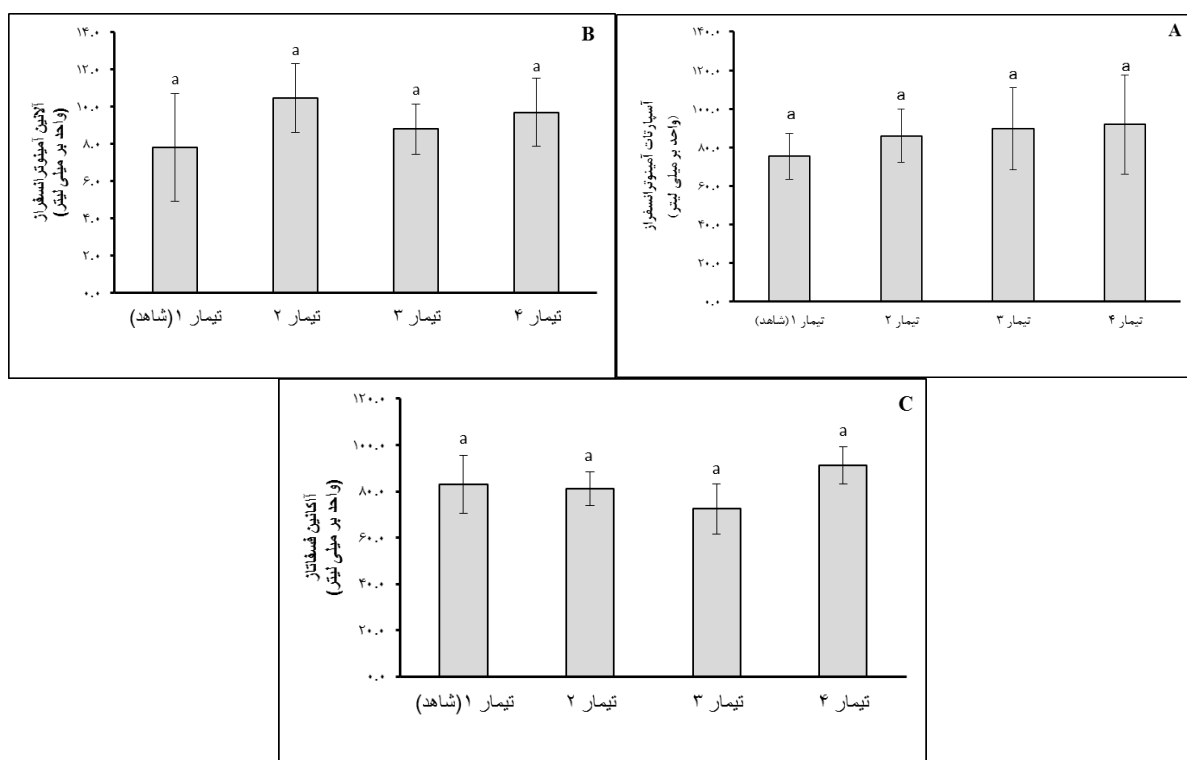 A
آسپارتات آمینوترانسفراز
(واحد بر میلی لیتر)
۱۴۰.۰
۱۲۰.۰
۱۰۰.۰
۸۰.۰
۶۰.۰
۴۰.۰
۲۰.۰
۰.۰
a a a a
تیمار ۱(شاهد) تیمار ۲ تیمار ۳ تیمار ۴
B
آلانین آمینوترانسفراز
(واحد بر میلی لیتر)
۱۴.۰
۱۲.۰
۱۰.۰
۸.۰
۶.۰
۴.۰
۲.۰
۰.۰
a a a a
تیمار ۱(شاهد) تیمار ۲ تیمار ۳ تیمار ۴
C
آلکالین فسفاتاز
(واحد بر میلی لیتر)
۱۲۰.۰
۱۰۰.۰
۸۰.۰
۶۰.۰
۴۰.۰
۲۰.۰
۰.۰
a a a a
تیمار ۱(شاهد) تیمار ۲ تیمار ۳ تیمار ۴